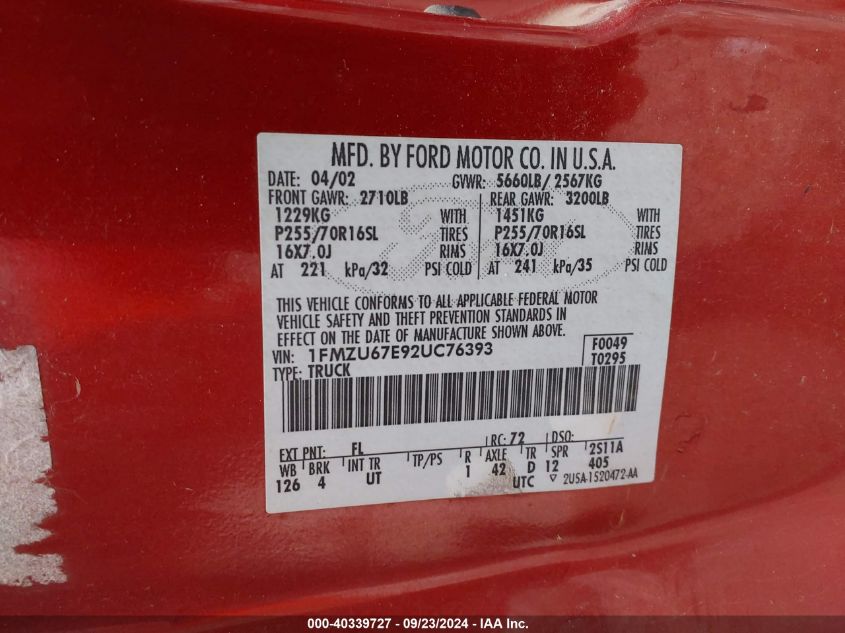 MFD. BY FORD MOTOR CO. IN U.S.A.
DATE: 04/02 GVWR: 5660LB/ 2567KG
FRONT GAWR: 2710LB REAR GAWR: 3200LB
1229KG WITH 1451KG WITH
P255/70R16SL TIRES P255/70R16SL TIRES
16X7.0J RIMS 16X7.0J RIMS
AT 221 kPa/32 PSI COLD AT 241 kPa/35 PSI COLD
THIS VEHICLE CONFORMS TO ALL APPLICABLE FEDERAL MOTOR
VEHICLE SAFETY AND THEFT PREVENTION STANDARDS IN
EFFECT ON THE DATE OF MANUFACTURE SHOWN ABOVE.
VIN: 1FMZU67E92UC76393 F0049
TYPE: TRUCK T0295
EXT PNT: FL RC: 72 DSO:
WB BRK INT TR TP/PS R AXLE TR SPR 2S11A
126 4 UT 1 42 D 12 405
UTC 2U5A-1520472-AA
000-40339727 - 09/23/2024 - IAA Inc.